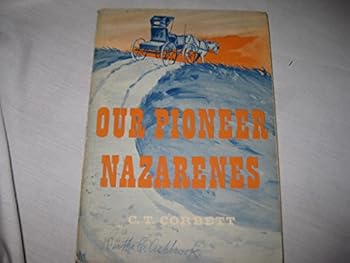 OUR PIONEER
NAZARENES
C. T. CORBETT